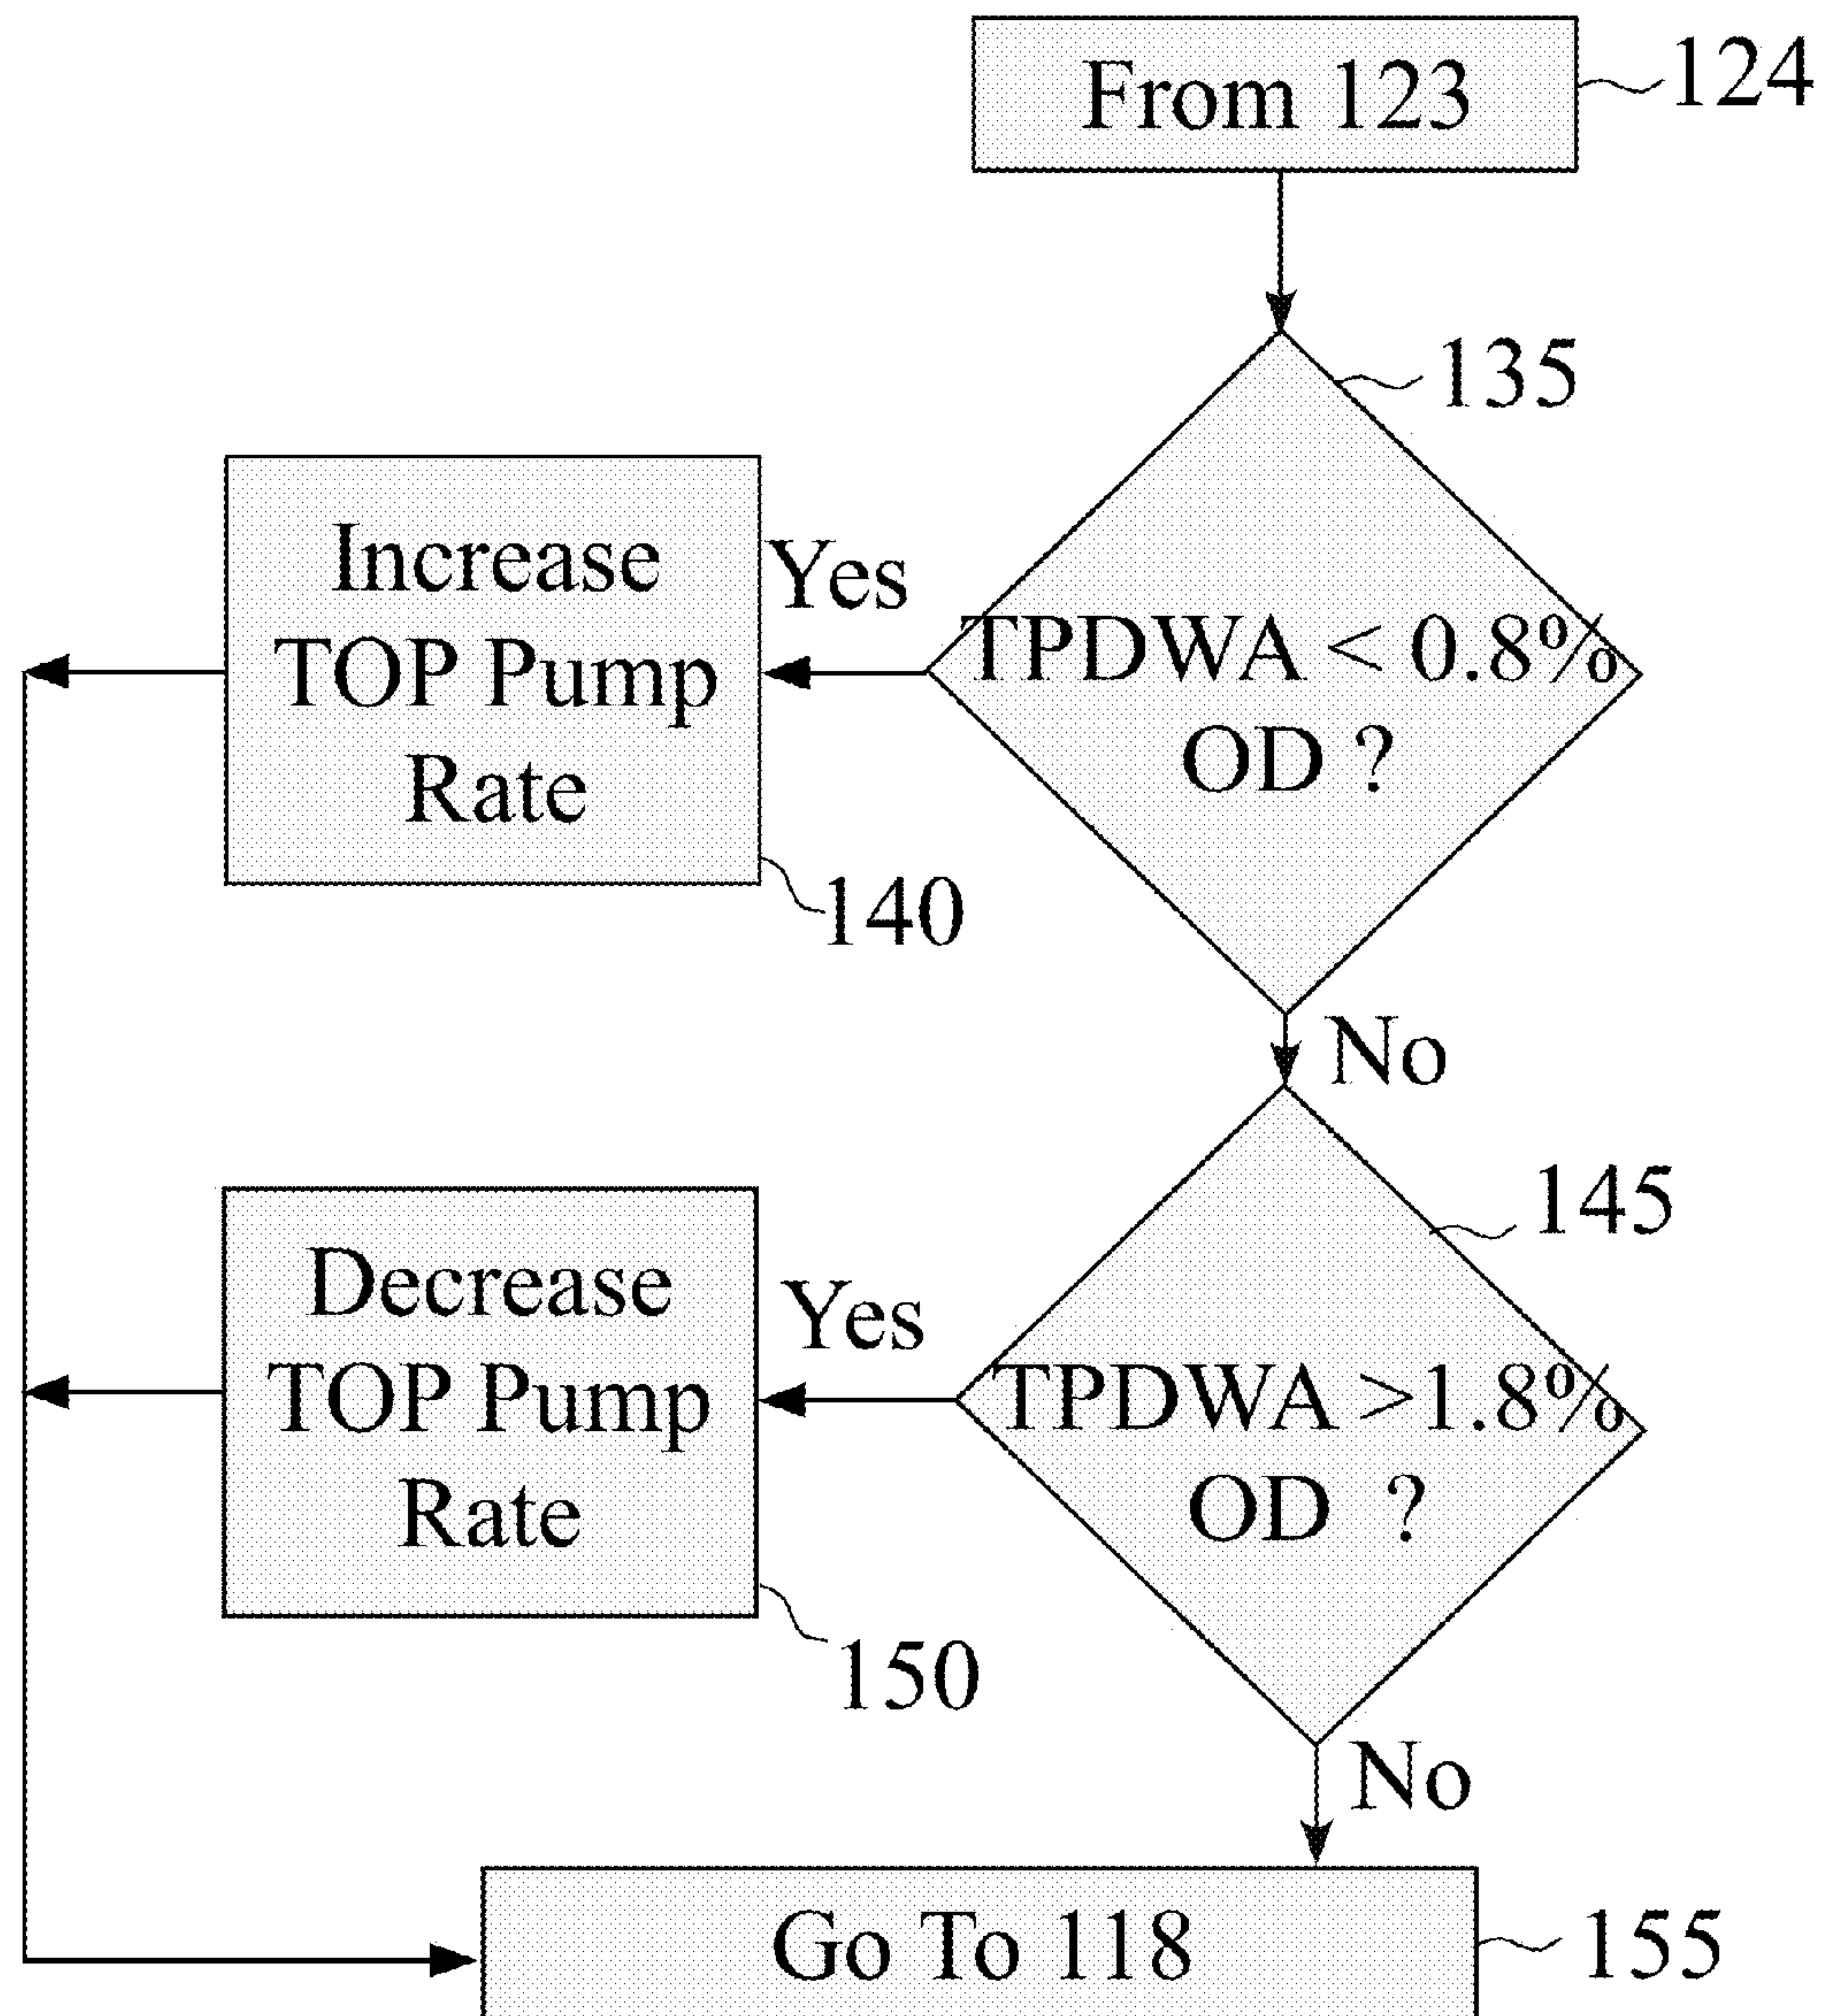 From 123
124
135
Increase
TOP Pump
Rate
Yes
TPDWA < 0.8%
OD ?
140
No
145
Decrease
TOP Pump
Rate
Yes
TPDWA >1.8%
OD ?
150
No
Go To 118
155